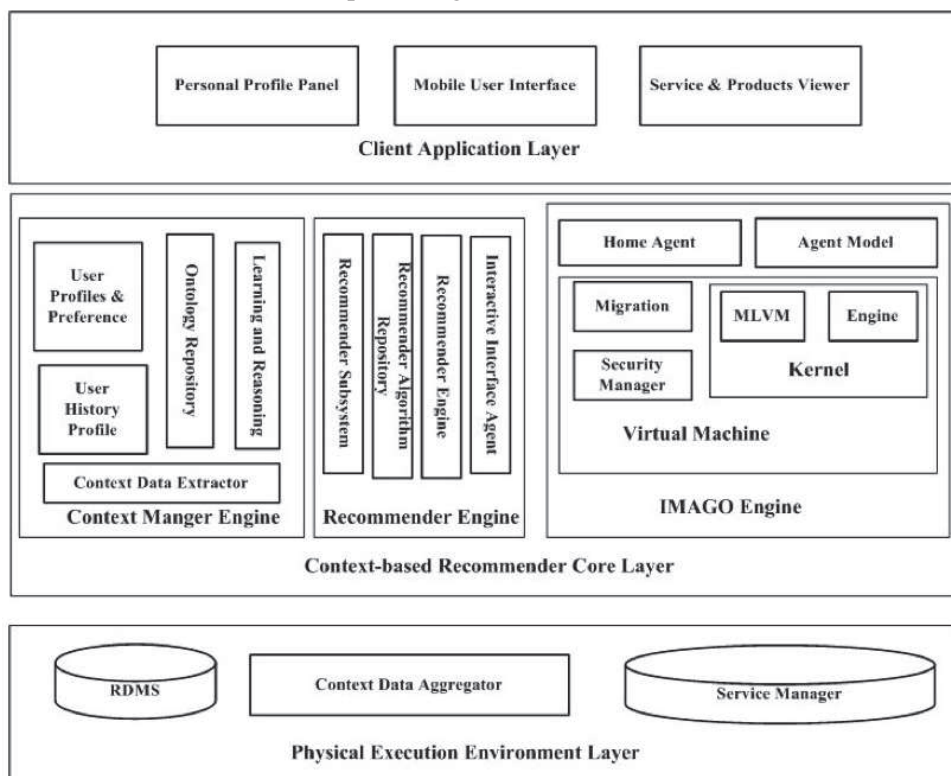 Personal Profile Panel
Mobile User Interface
Service & Products Viewer
Client Application Layer
User
Profiles &
Preference
User
History
Profile
Ontology Repository
Learning and Reasoning
Context Data Extractor
Context Manger Engine
Recommender Subsystem
Recommender Algorithm
Repository
Recommender Engine
Interactive Interface Agent
Recommender Engine
Home Agent
Agent Model
Migration
Security
Manager
MLVM
Engine
Kernel
Virtual Machine
IMAGO Engine
Context-based Recommender Core Layer
RDMS
Context Data Aggregator
Service Manager
Physical Execution Environment Layer